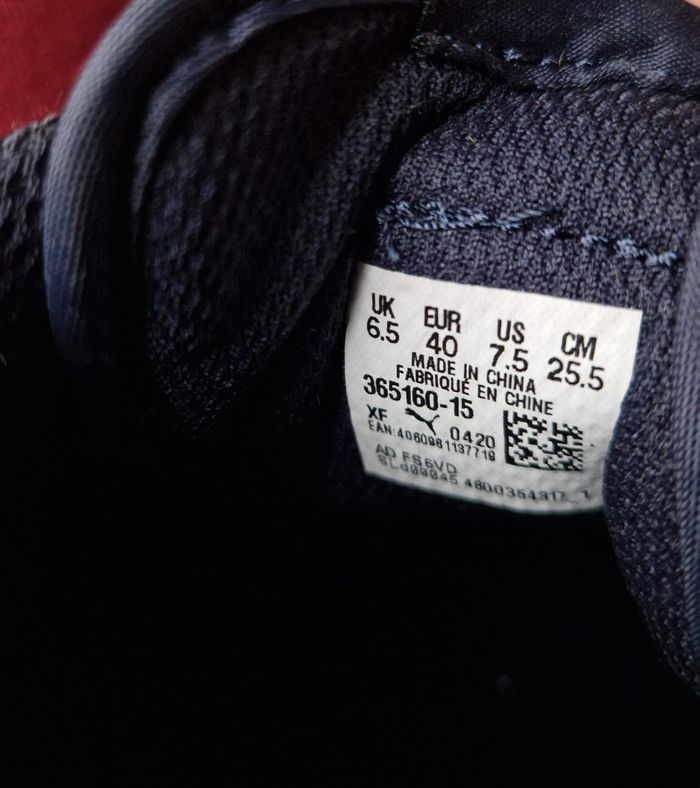 UK EUR US CM
6.5 40 7.5 25.5
MADE IN CHINA
FABRIQUÉ EN CHINE
365160-15
XF 0420
EAN:4060981137719
AD FS6VD